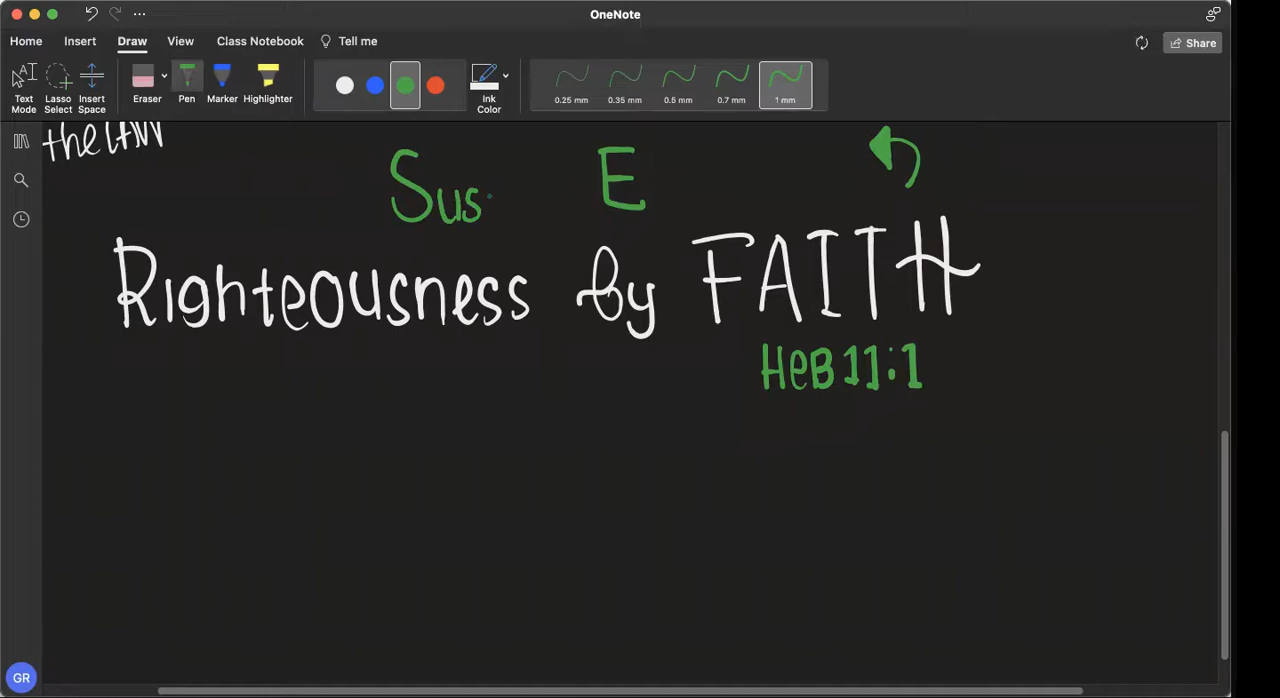 OneNote
Home Insert Draw View Class Notebook Tell me
Share
Text Mode
Lasso Select
Insert Space
Eraser
Pen
Marker
Highlighter
Ink Color
0.25 mm 0.35 mm 0.5 mm 0.7 mm 1 mm
the LAW
Sus E
Righteousness by FAITH
HeB 11:1
GR